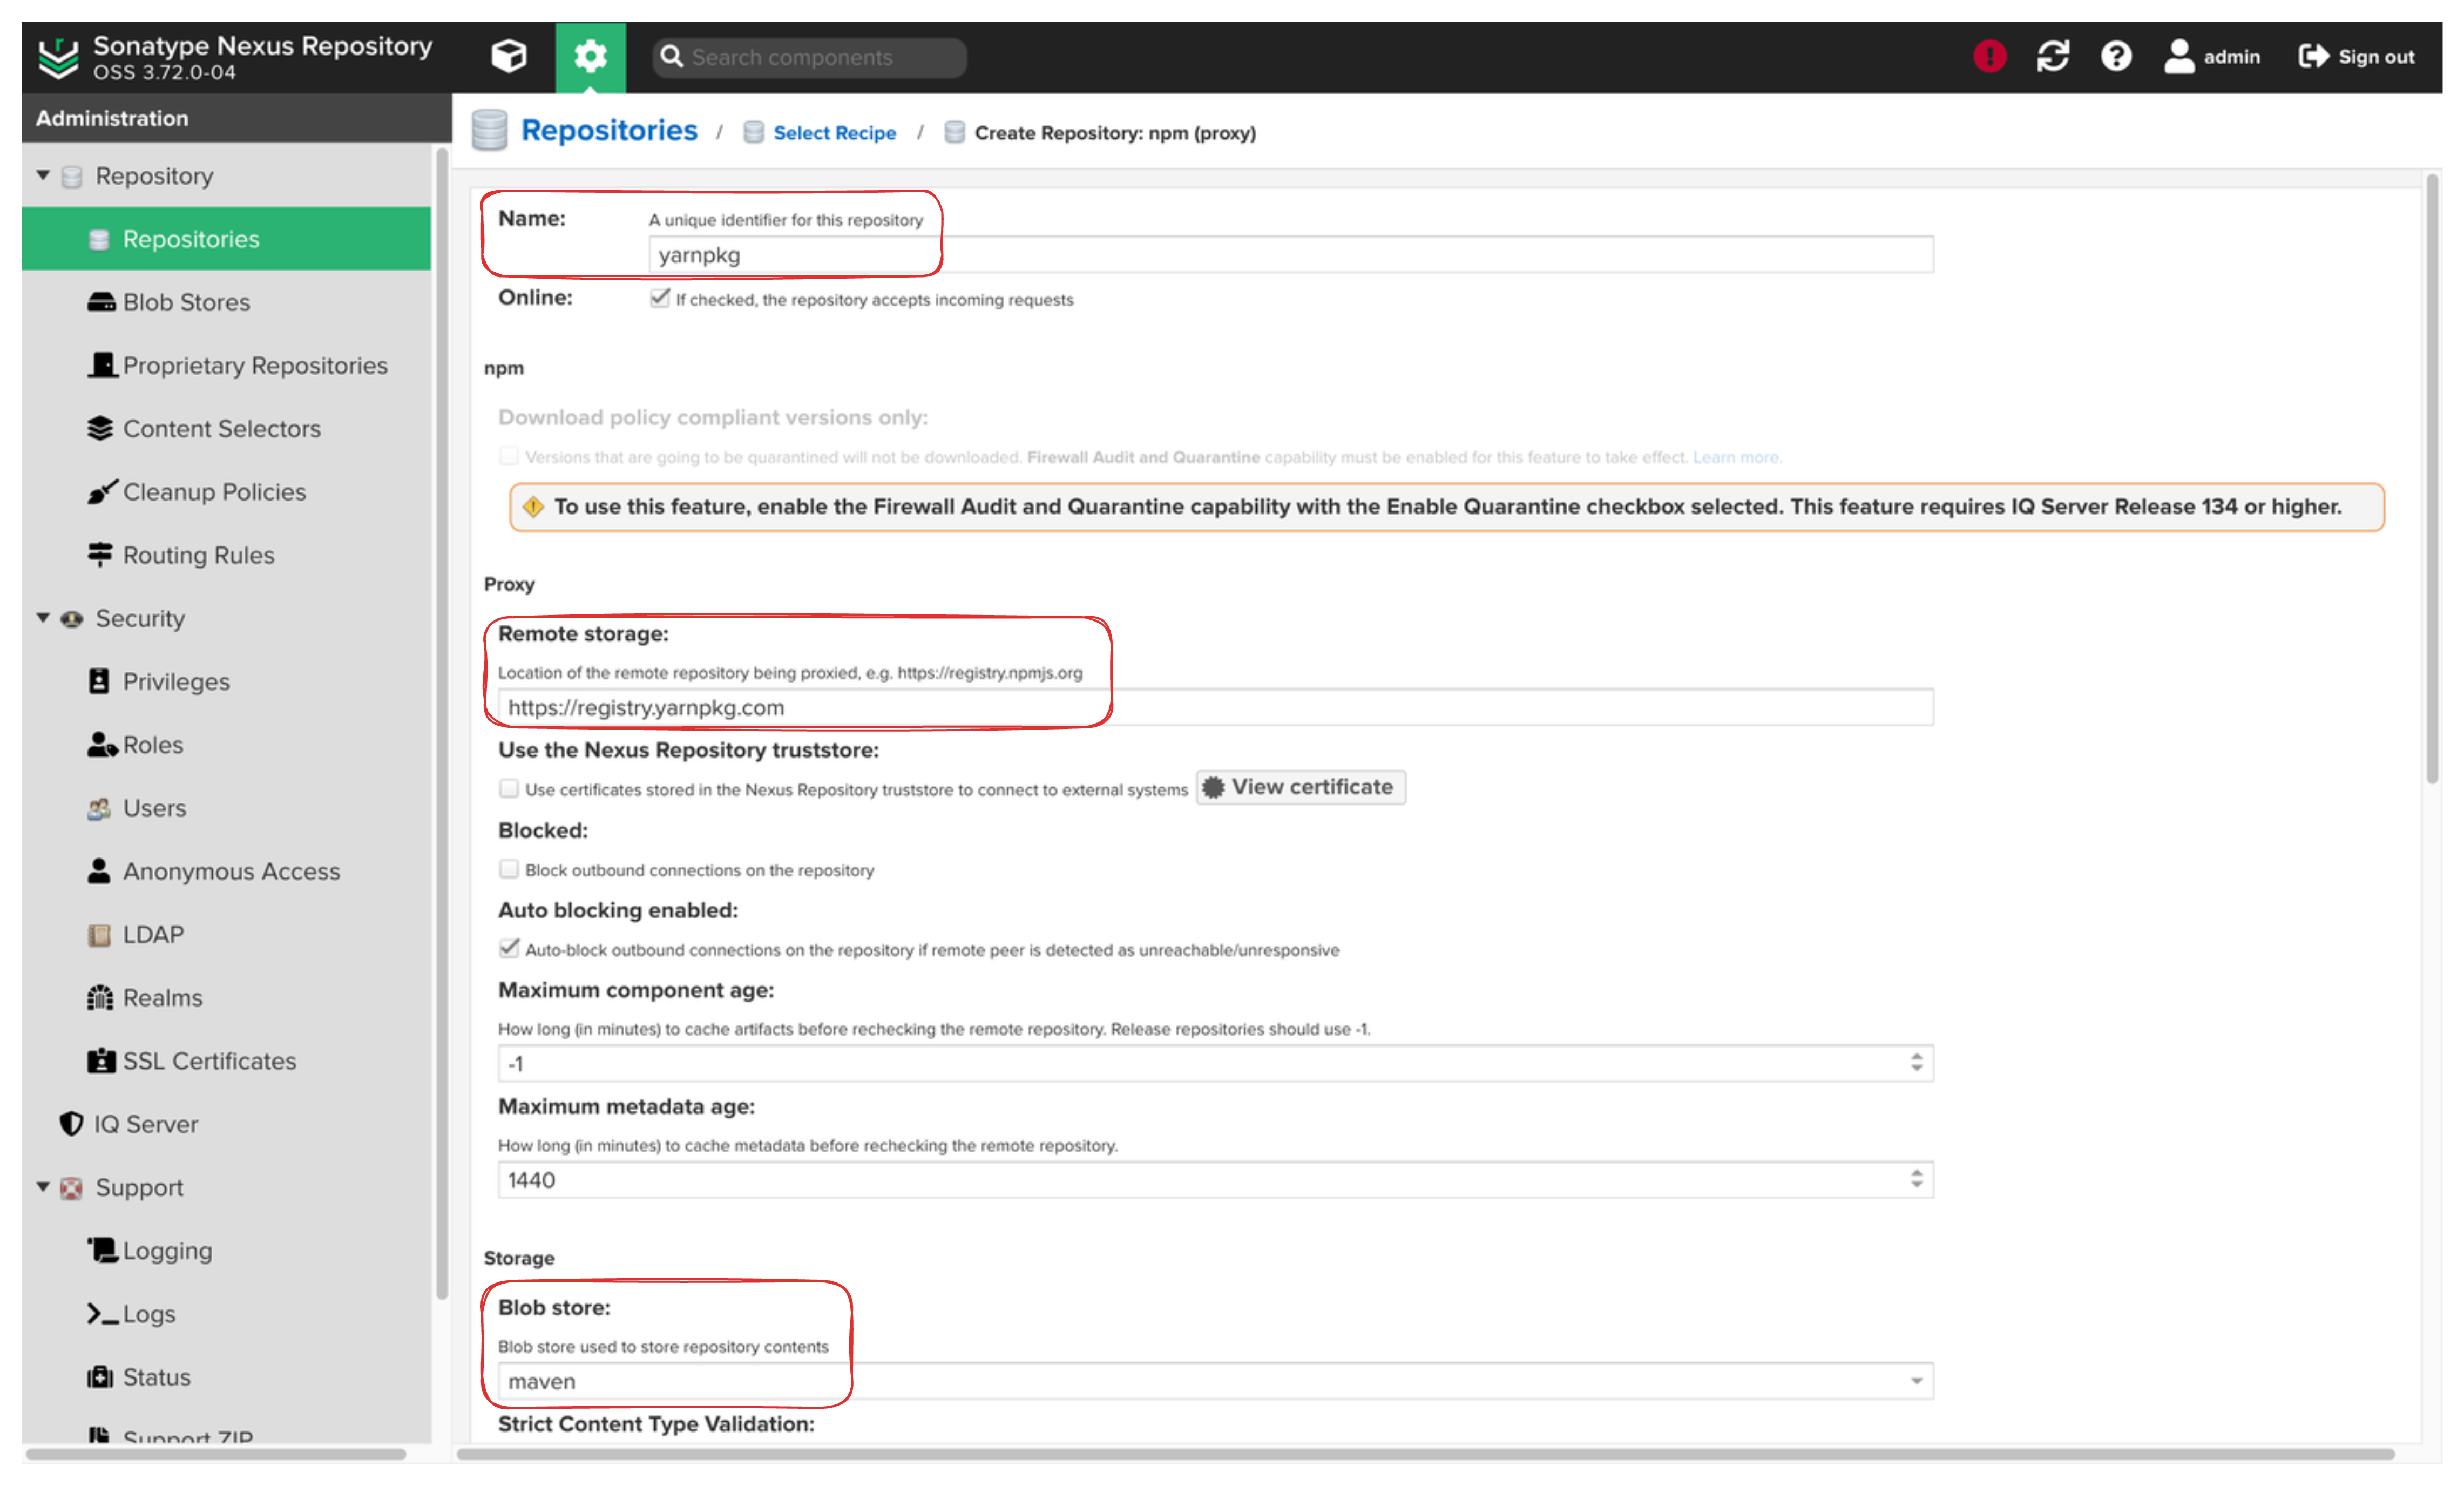 Sonatype Nexus Repository
OSS 3.72.0-04
Search components
admin
Sign out
Administration
Repository
Repositories
Blob Stores
Proprietary Repositories
Content Selectors
Cleanup Policies
Routing Rules
Security
Privileges
Roles
Users
Anonymous Access
LDAP
Realms
SSL Certificates
IQ Server
Support
Logging
Logs
Status
Support ZIP
Repositories / Select Recipe / Create Repository: npm (proxy)
Name: A unique identifier for this repository
yarnpkg
Online: If checked, the repository accepts incoming requests
npm
Download policy compliant versions only:
Versions that are going to be quarantined will not be downloaded. Firewall Audit and Quarantine capability must be enabled for this feature to take effect. Learn more.
To use this feature, enable the Firewall Audit and Quarantine capability with the Enable Quarantine checkbox selected. This feature requires IQ Server Release 134 or higher.
Proxy
Remote storage:
Location of the remote repository being proxied, e.g. https://registry.npmjs.org
https://registry.yarnpkg.com
Use the Nexus Repository truststore:
Use certificates stored in the Nexus Repository truststore to connect to external systems View certificate
Blocked:
Block outbound connections on the repository
Auto blocking enabled:
Auto-block outbound connections on the repository if remote peer is detected as unreachable/unresponsive
Maximum component age:
How long (in minutes) to cache artifacts before rechecking the remote repository. Release repositories should use -1.
-1
Maximum metadata age:
How long (in minutes) to cache metadata before rechecking the remote repository.
1440
Storage
Blob store:
Blob store used to store repository contents
maven
Strict Content Type Validation: